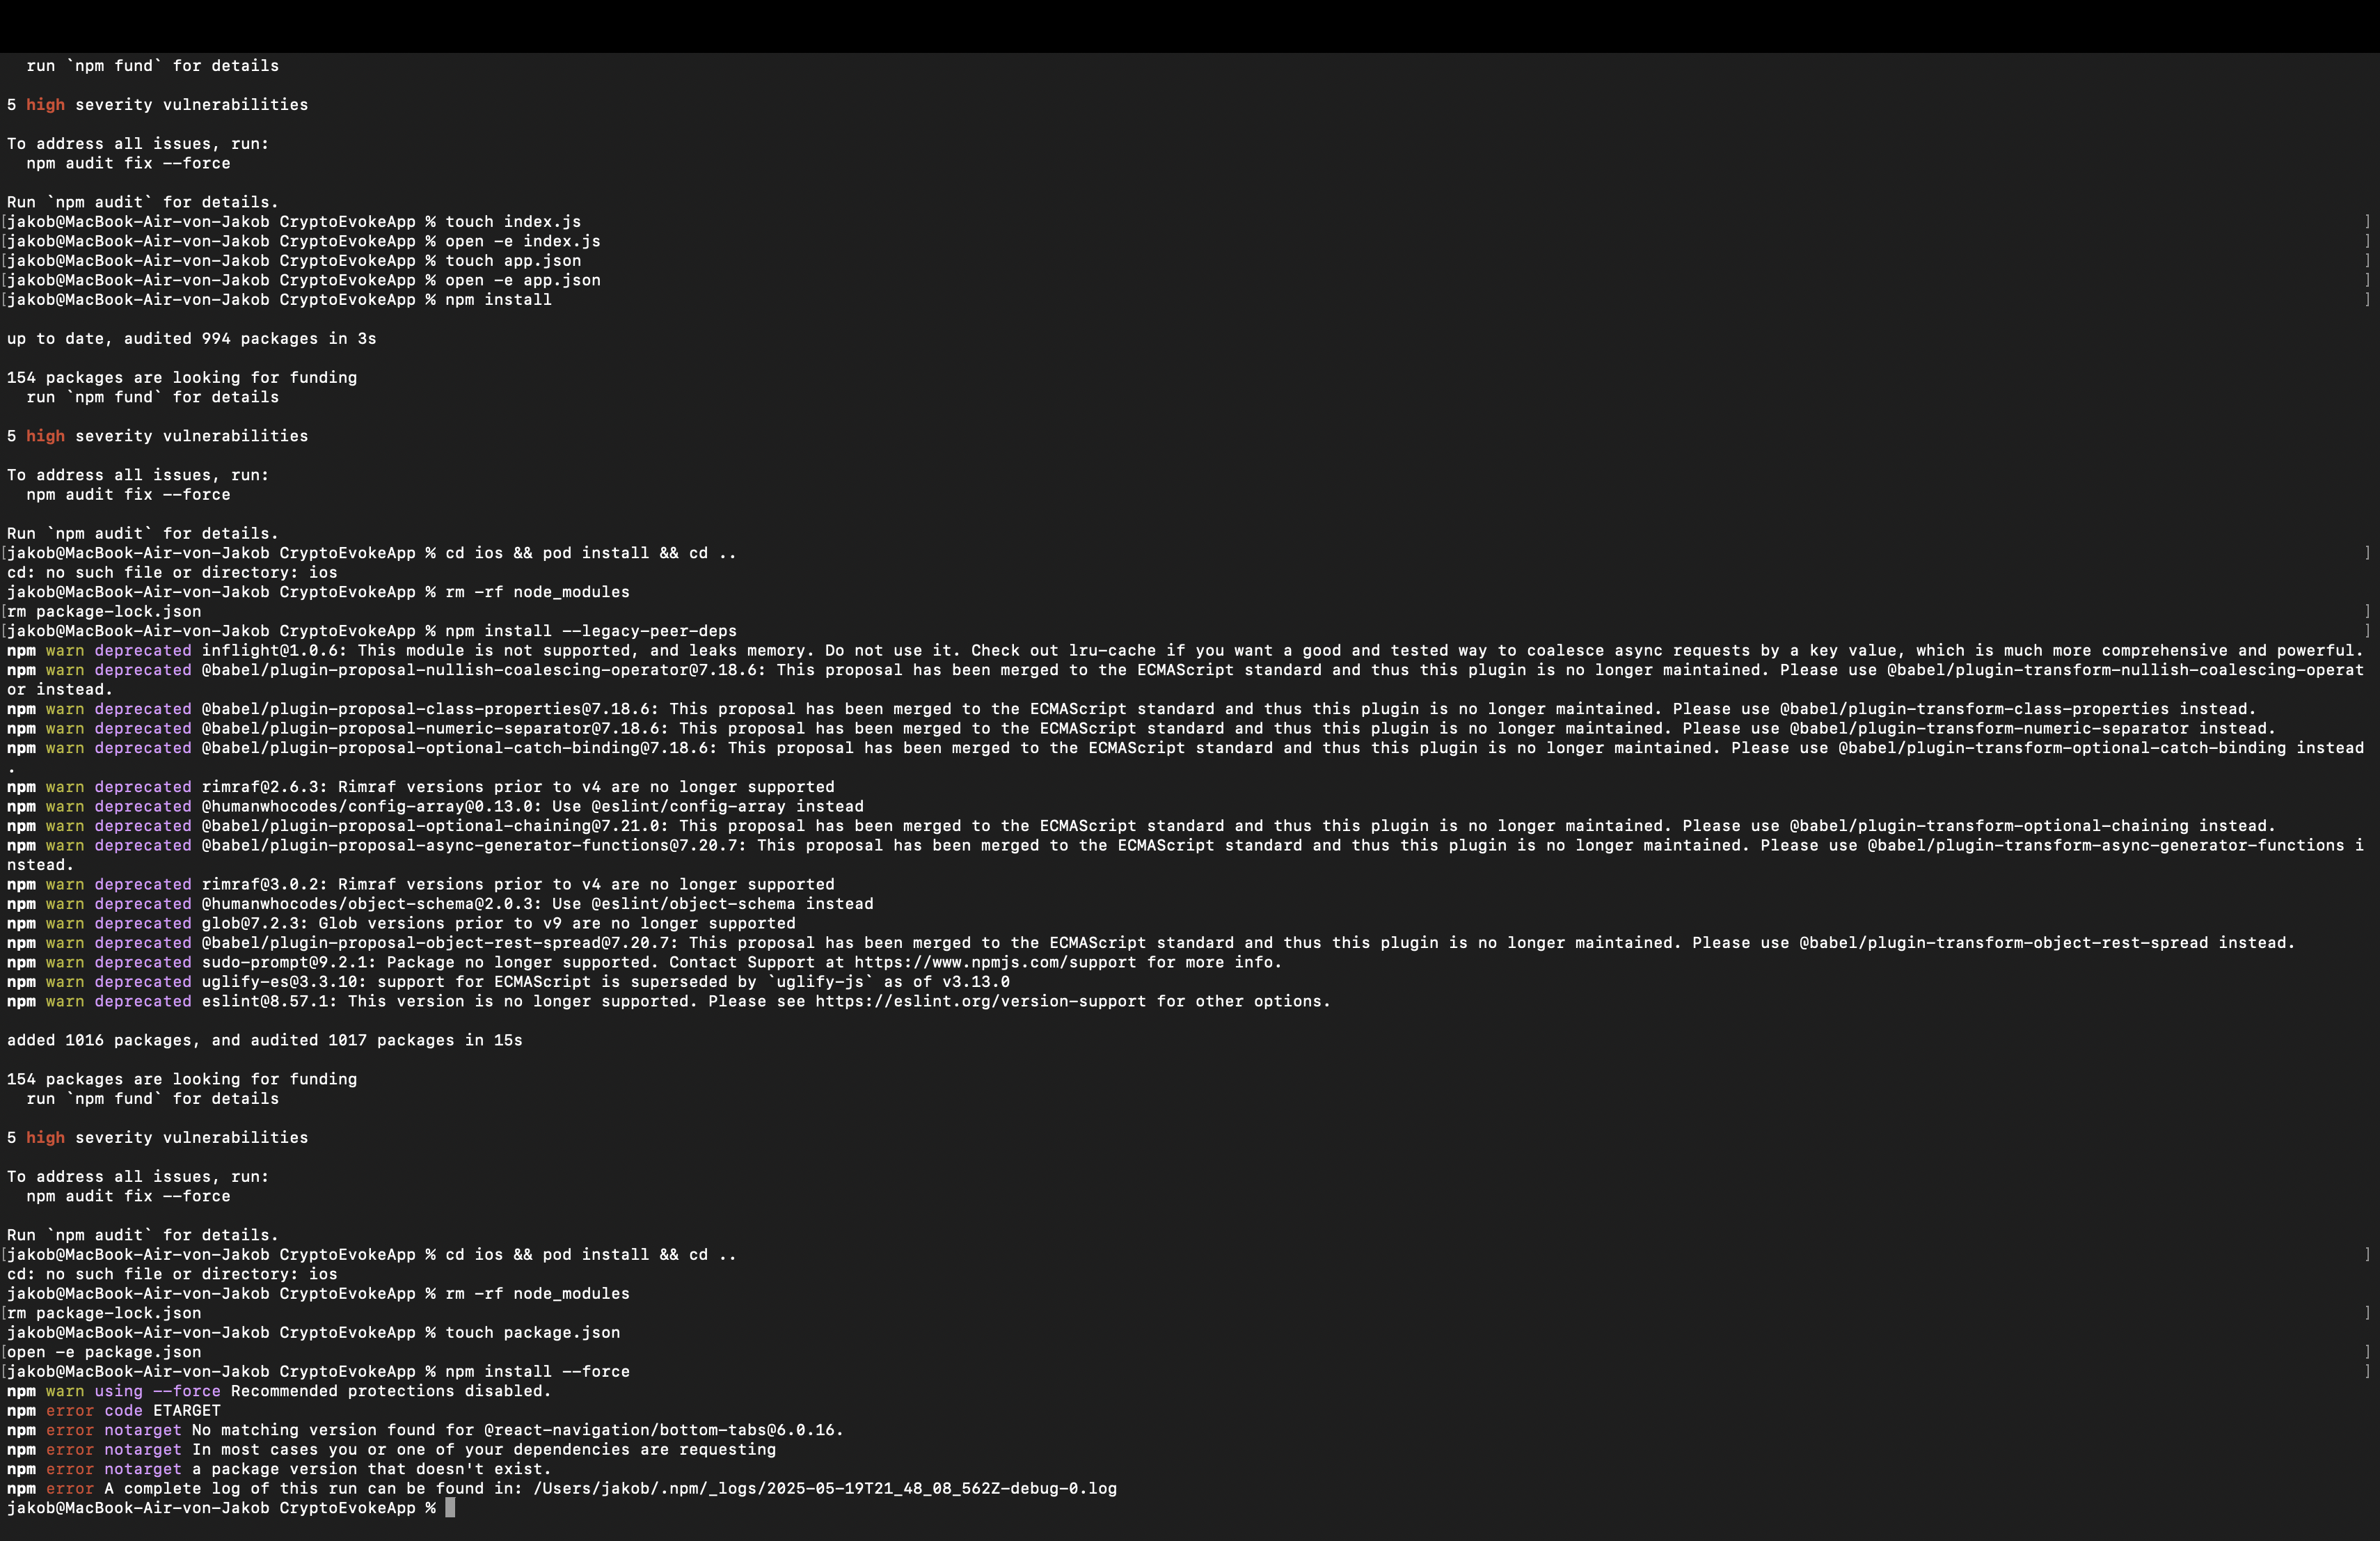 run `npm fund` for details

5 high severity vulnerabilities

To address all issues, run:
  npm audit fix --force

Run `npm audit` for details.
[jakob@MacBook-Air-von-Jakob CryptoEvokeApp % touch index.js ]
[jakob@MacBook-Air-von-Jakob CryptoEvokeApp % open -e index.js ]
[jakob@MacBook-Air-von-Jakob CryptoEvokeApp % touch app.json ]
[jakob@MacBook-Air-von-Jakob CryptoEvokeApp % open -e app.json ]
[jakob@MacBook-Air-von-Jakob CryptoEvokeApp % npm install ]

up to date, audited 994 packages in 3s

154 packages are looking for funding
  run `npm fund` for details

5 high severity vulnerabilities

To address all issues, run:
  npm audit fix --force

Run `npm audit` for details.
[jakob@MacBook-Air-von-Jakob CryptoEvokeApp % cd ios && pod install && cd .. ]
cd: no such file or directory: ios
jakob@MacBook-Air-von-Jakob CryptoEvokeApp % rm -rf node_modules
[rm package-lock.json ]
[jakob@MacBook-Air-von-Jakob CryptoEvokeApp % npm install --legacy-peer-deps ]
npm warn deprecated inflight@1.0.6: This module is not supported, and leaks memory. Do not use it. Check out lru-cache if you want a good and tested way to coalesce async requests by a key value, which is much more comprehensive and powerful.
npm warn deprecated @babel/plugin-proposal-nullish-coalescing-operator@7.18.6: This proposal has been merged to the ECMAScript standard and thus this plugin is no longer maintained. Please use @babel/plugin-transform-nullish-coalescing-operat
or instead.
npm warn deprecated @babel/plugin-proposal-class-properties@7.18.6: This proposal has been merged to the ECMAScript standard and thus this plugin is no longer maintained. Please use @babel/plugin-transform-class-properties instead.
npm warn deprecated @babel/plugin-proposal-numeric-separator@7.18.6: This proposal has been merged to the ECMAScript standard and thus this plugin is no longer maintained. Please use @babel/plugin-transform-numeric-separator instead.
npm warn deprecated @babel/plugin-proposal-optional-catch-binding@7.18.6: This proposal has been merged to the ECMAScript standard and thus this plugin is no longer maintained. Please use @babel/plugin-transform-optional-catch-binding instead
.
npm warn deprecated rimraf@2.6.3: Rimraf versions prior to v4 are no longer supported
npm warn deprecated @humanwhocodes/config-array@0.13.0: Use @eslint/config-array instead
npm warn deprecated @babel/plugin-proposal-optional-chaining@7.21.0: This proposal has been merged to the ECMAScript standard and thus this plugin is no longer maintained. Please use @babel/plugin-transform-optional-chaining instead.
npm warn deprecated @babel/plugin-proposal-async-generator-functions@7.20.7: This proposal has been merged to the ECMAScript standard and thus this plugin is no longer maintained. Please use @babel/plugin-transform-async-generator-functions i
nstead.
npm warn deprecated rimraf@3.0.2: Rimraf versions prior to v4 are no longer supported
npm warn deprecated @humanwhocodes/object-schema@2.0.3: Use @eslint/object-schema instead
npm warn deprecated glob@7.2.3: Glob versions prior to v9 are no longer supported
npm warn deprecated @babel/plugin-proposal-object-rest-spread@7.20.7: This proposal has been merged to the ECMAScript standard and thus this plugin is no longer maintained. Please use @babel/plugin-transform-object-rest-spread instead.
npm warn deprecated sudo-prompt@9.2.1: Package no longer supported. Contact Support at https://www.npmjs.com/support for more info.
npm warn deprecated uglify-es@3.3.10: support for ECMAScript is superseded by `uglify-js` as of v3.13.0
npm warn deprecated eslint@8.57.1: This version is no longer supported. Please see https://eslint.org/version-support for other options.

added 1016 packages, and audited 1017 packages in 15s

154 packages are looking for funding
  run `npm fund` for details

5 high severity vulnerabilities

To address all issues, run:
  npm audit fix --force

Run `npm audit` for details.
[jakob@MacBook-Air-von-Jakob CryptoEvokeApp % cd ios && pod install && cd .. ]
cd: no such file or directory: ios
jakob@MacBook-Air-von-Jakob CryptoEvokeApp % rm -rf node_modules
[rm package-lock.json ]
jakob@MacBook-Air-von-Jakob CryptoEvokeApp % touch package.json
[open -e package.json ]
[jakob@MacBook-Air-von-Jakob CryptoEvokeApp % npm install --force ]
npm warn using --force Recommended protections disabled.
npm error code ETARGET
npm error notarget No matching version found for @react-navigation/bottom-tabs@6.0.16.
npm error notarget In most cases you or one of your dependencies are requesting
npm error notarget a package version that doesn't exist.
npm error A complete log of this run can be found in: /Users/jakob/.npm/_logs/2025-05-19T21_48_08_562Z-debug-0.log
jakob@MacBook-Air-von-Jakob CryptoEvokeApp %